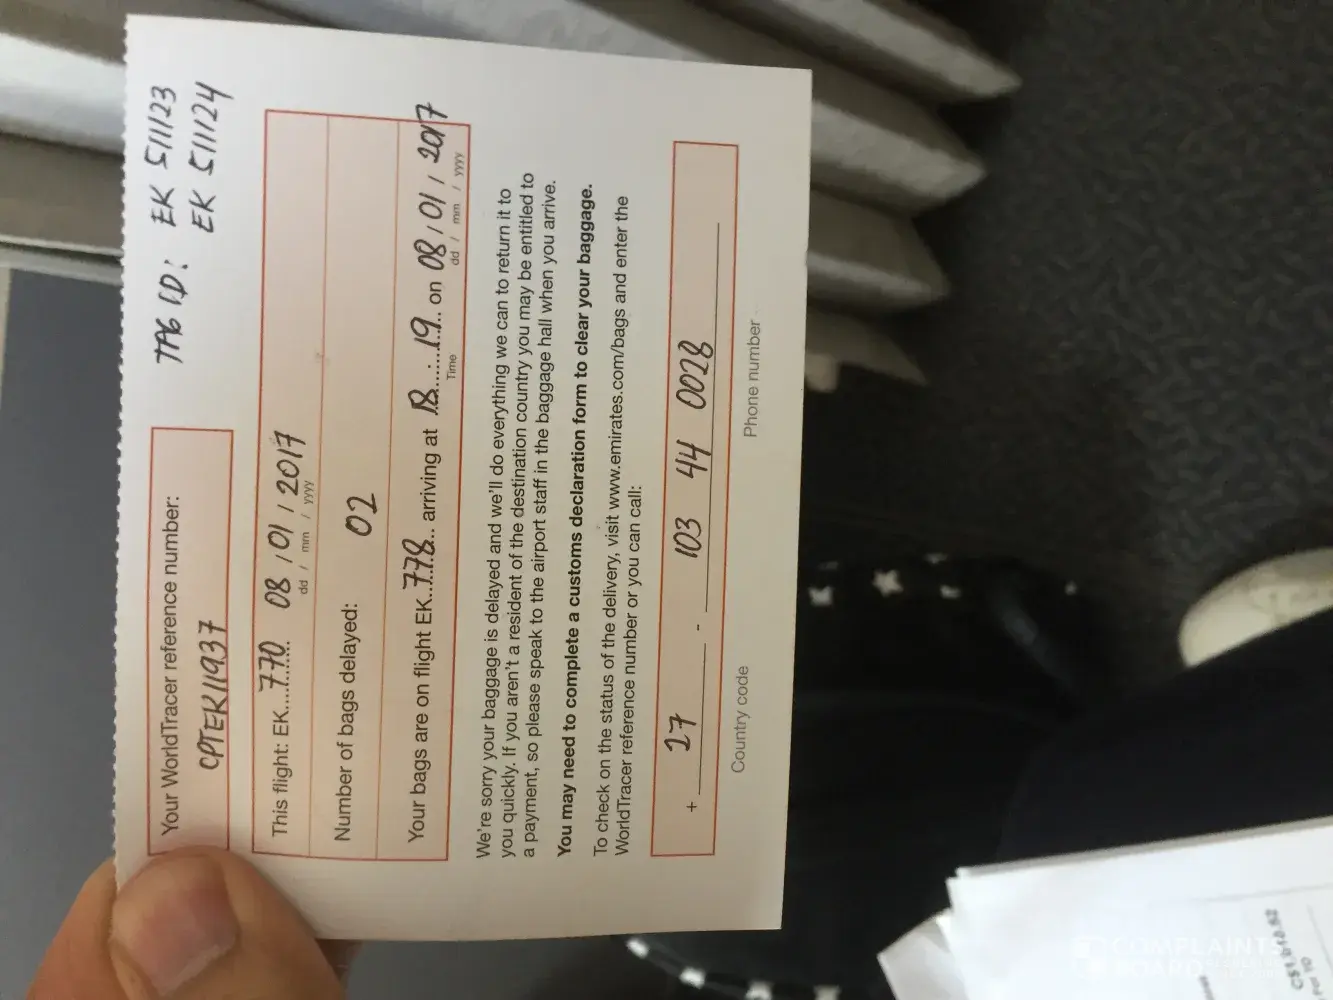 TAG I.D: EK 511123
EK 511124
Your WorldTracer reference number:
CPTEK11937
This flight: EK....770...... 08 / 01 / 2017
dd / mm / yyyy
Number of bags delayed: 02
Your bags are on flight EK..778... arriving at 18...:...19... on 08 / 01 / 2017
Time dd / mm / yyyy
We're sorry your baggage is delayed and we'll do everything we can to return it to
you quickly. If you aren't a resident of the destination country you may be entitled to
a payment, so please speak to the airport staff in the baggage hall when you arrive.
You may need to complete a customs declaration form to clear your baggage.
To check on the status of the delivery, visit www.emirates.com/bags and enter the
WorldTracer reference number or you can call:
+ 27 - 103 44 0028
Country code Phone number
COMPLAINTS
BOARD